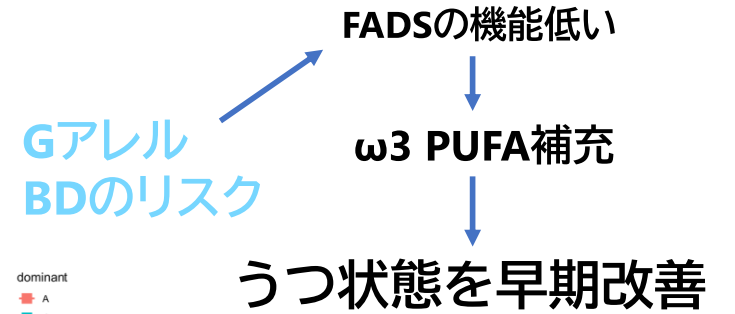 FADSの機能低い
Gアレル
BDのリスク
ω3 PUFA補充
うつ状態を早期改善
dominant
A